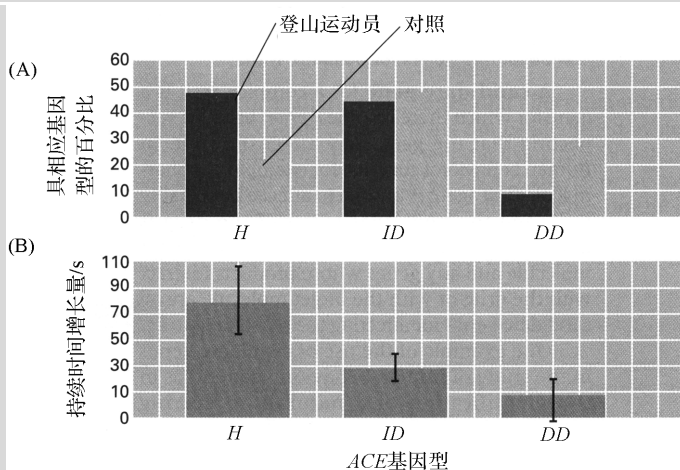 登山运动员 对照
(A)
具相应基因
型的百分比
60
50
40
30
20
10
0
H ID DD
(B)
持续时间增长量/s
110
90
70
50
30
10
0
H ID DD
ACE基因型